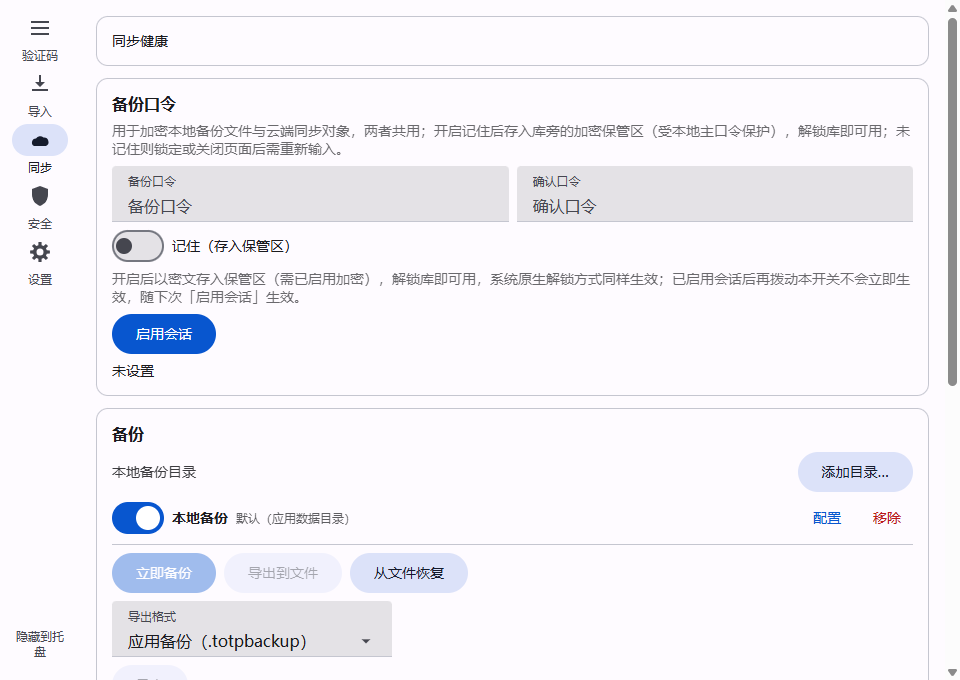 验证码
导入
同步
安全
设置
隐藏到托
盘
同步健康
备份口令
用于加密本地备份文件与云端同步对象，两者共用；开启记住后存入库旁的加密保管区（受本地主口令保护），解锁库即可用；未
记住则锁定或关闭页面后需重新输入。
备份口令
备份口令
确认口令
确认口令
记住（存入保管区）
开启后以密文存入保管区（需已启用加密），解锁库即可用，系统原生解锁方式同样生效；已启用会话后再拨动本开关不会立即生
效，随下次「启用会话」生效。
启用会话
未设置
备份
本地备份目录
添加目录...
本地备份 默认（应用数据目录）
配置
移除
立即备份
导出到文件
从文件恢复
导出格式
应用备份（.totpbackup）